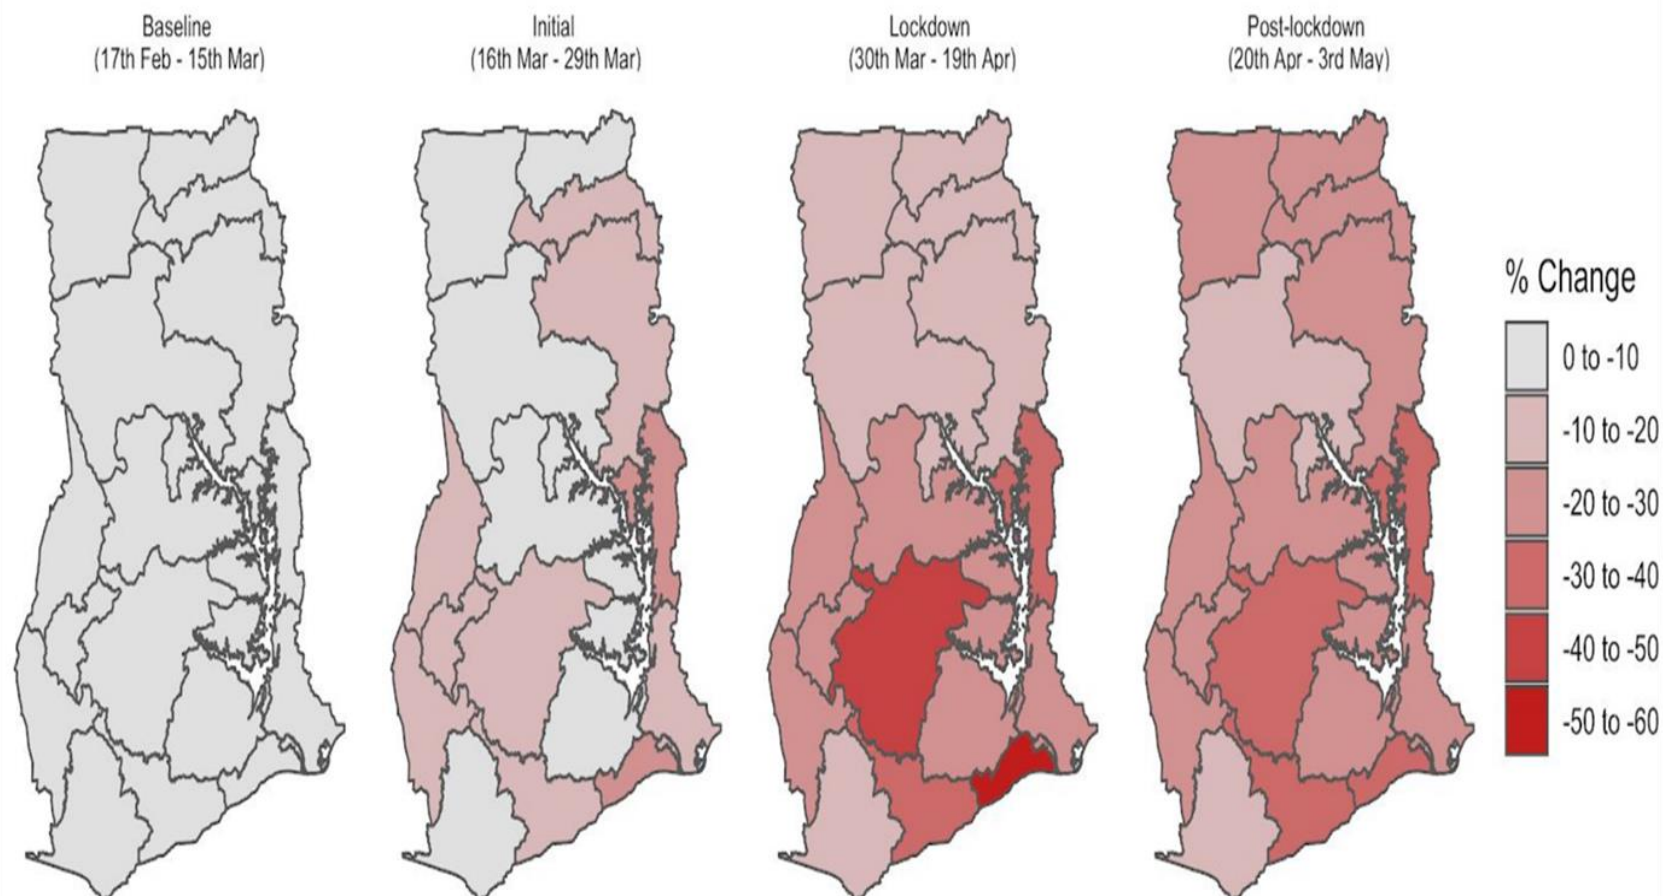 Baseline
(17th Feb - 15th Mar)
Initial
(16th Mar - 29th Mar)
Lockdown
(30th Mar - 19th Apr)
Post-lockdown
(20th Apr - 3rd May)
% Change
0 to -10
-10 to -20
-20 to -30
-30 to -40
-40 to -50
-50 to -60